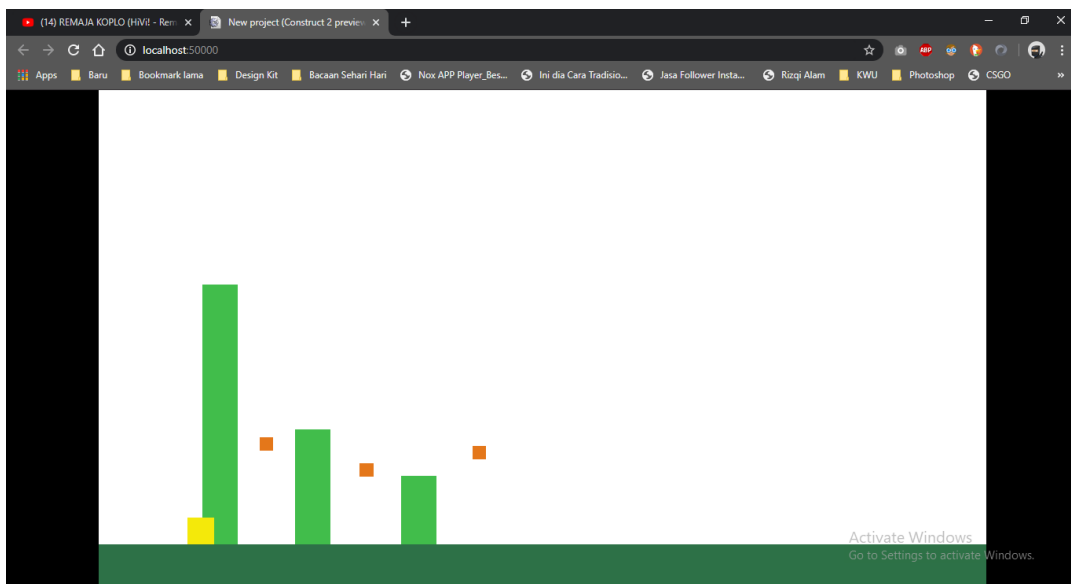 (14) REMAJA KOPLO (HiVi! - Rem
New project (Construct 2 preview
localhost:50000
ABP
Apps Baru Bookmark lama Design Kit Bacaan Sehari Hari Nox APP Player_Bes... Ini dia Cara Tradisio... Jasa Follower Insta... Rizqi Alam KWU Photoshop CSGO »
Activate Windows
Go to Settings to activate Windows.